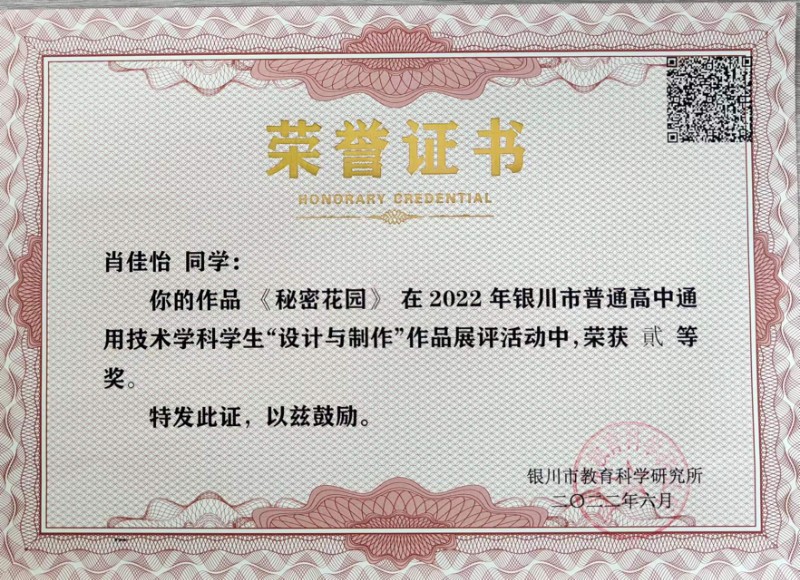 荣誉证书
HONORARY CREDENTIAL
肖佳怡 同学：
你的作品《秘密花园》在2022年银川市普通高中通
用技术学科学生“设计与制作”作品展评活动中，荣获 貳 等
奖。
特发此证，以兹鼓励。
银川市教育科学研究所
二〇二二年六月